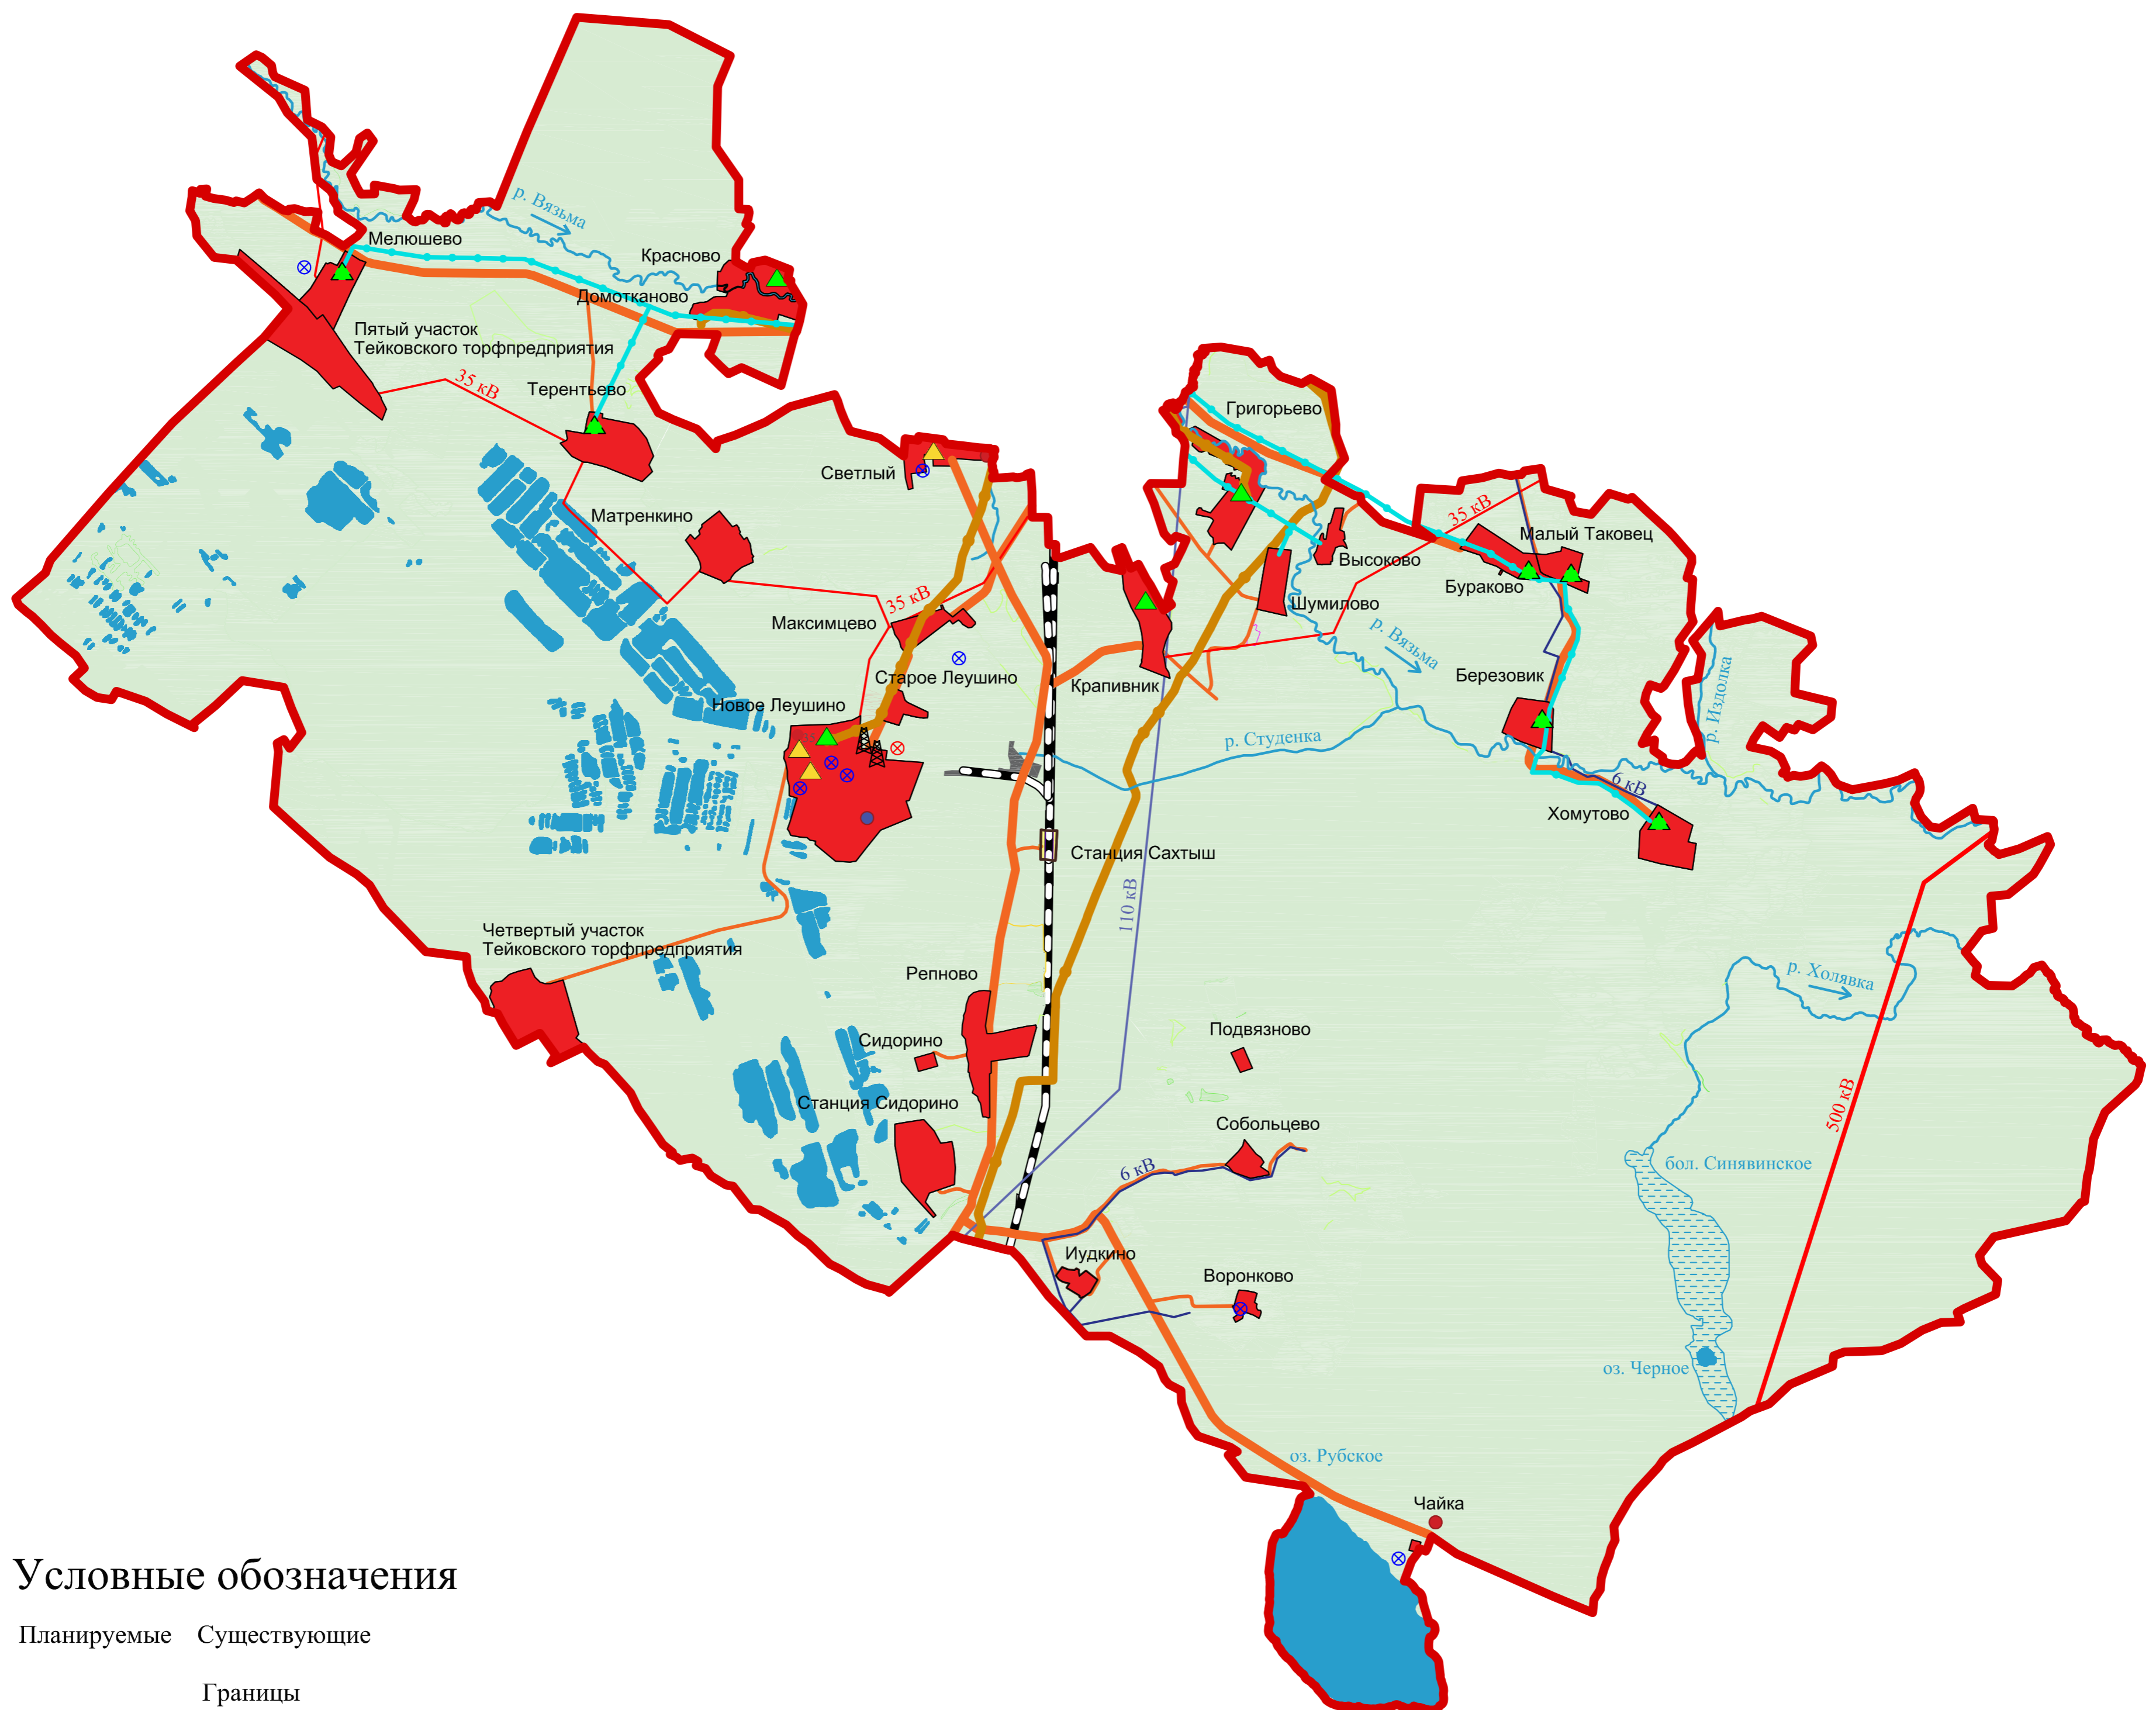 р. Вязьма
Мелюшево
Красново
Домотканово
Пятый участок
Тейковского торфпредприятия
35 кВ
Терентьево
Григорьево
Светлый
Матренкино
35 кВ
Малый Таковец
Высоково
Бураково
35 кВ
Шумилово
Максимцево
р. Вязьма
Старое Леушино
Крапивник
Березовик
р. Издолка
Новое Леушино
р. Студенка
6 кВ
Хомутово
Станция Сахтыш
110 кВ
Четвертый участок
Тейковского торфпредприятия
Репново
р. Холявка
Сидорино
Подвязново
Станция Сидорино
500 кВ
Собольцево
6 кВ
бол. Синявинское
Иудкино
Воронково
оз. Черное
оз. Рубское
Чайка
Условные обозначения
Планируемые Существующие
Границы